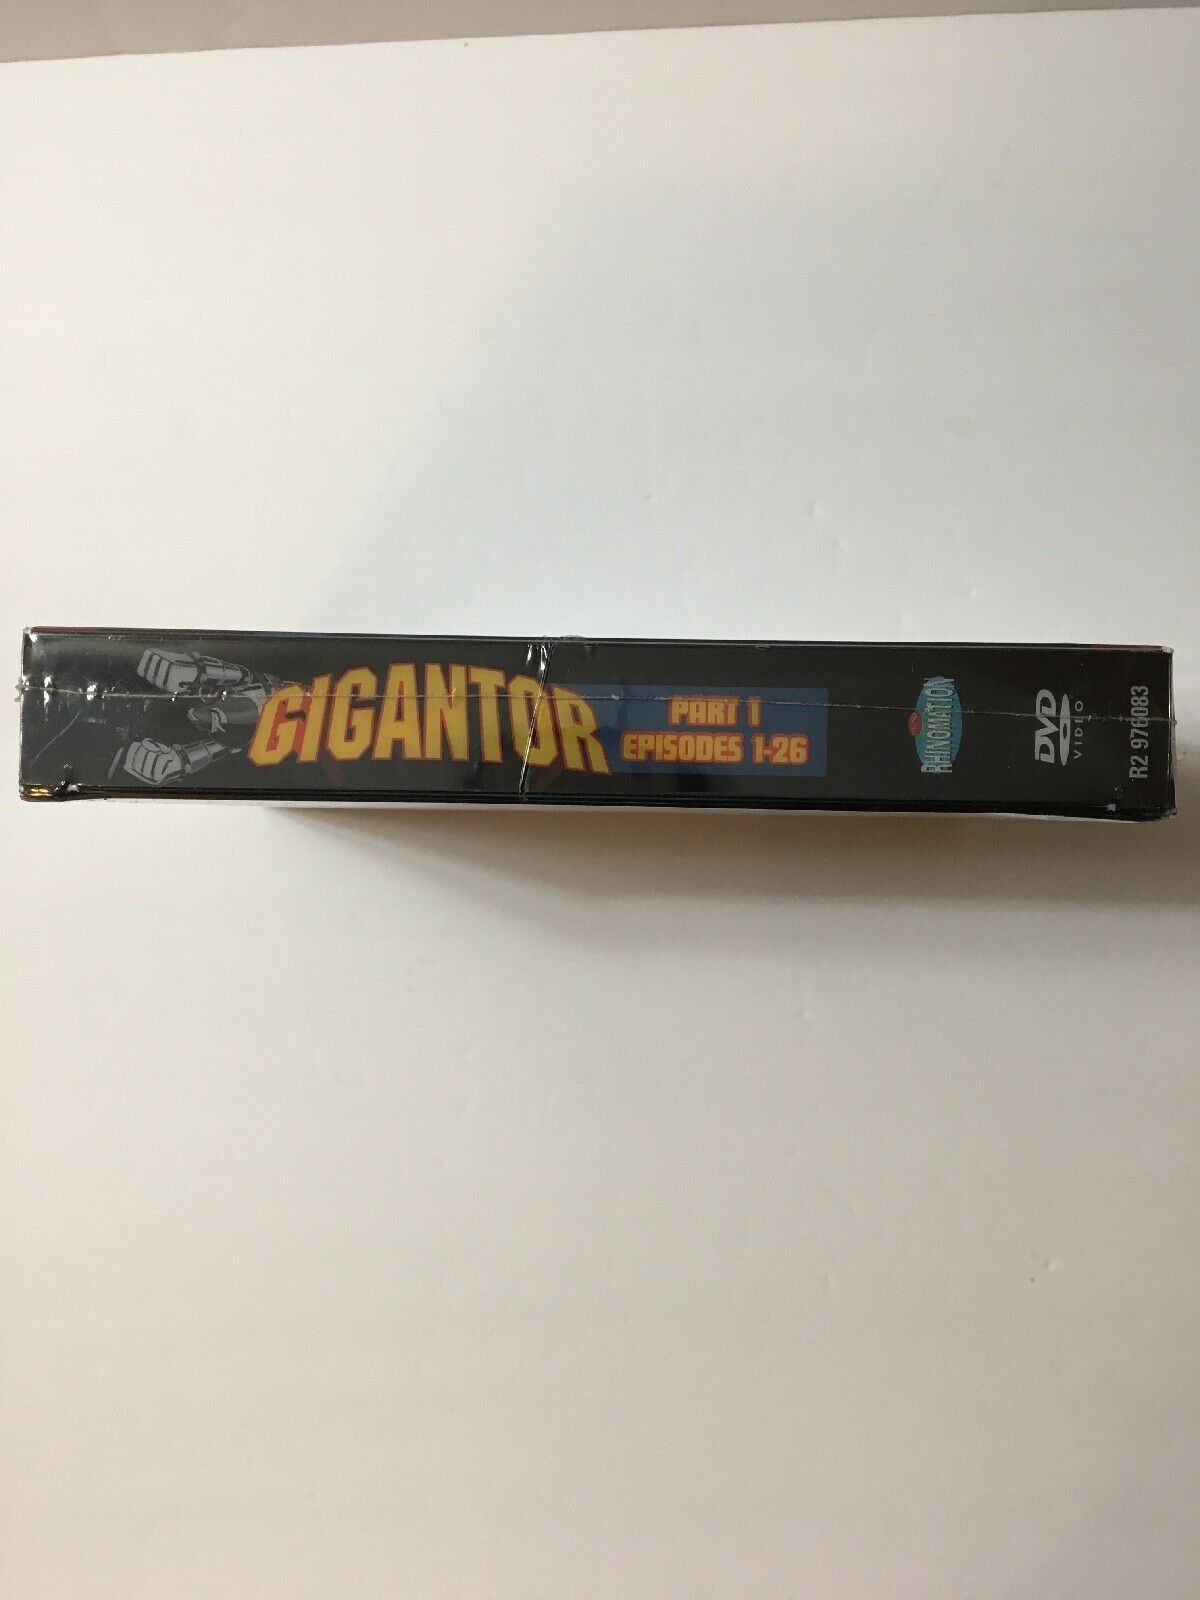 GIGANTOR
PART 1
EPISODES 1-26
RHINOMATION
DVD
VIDEO
R2 976083